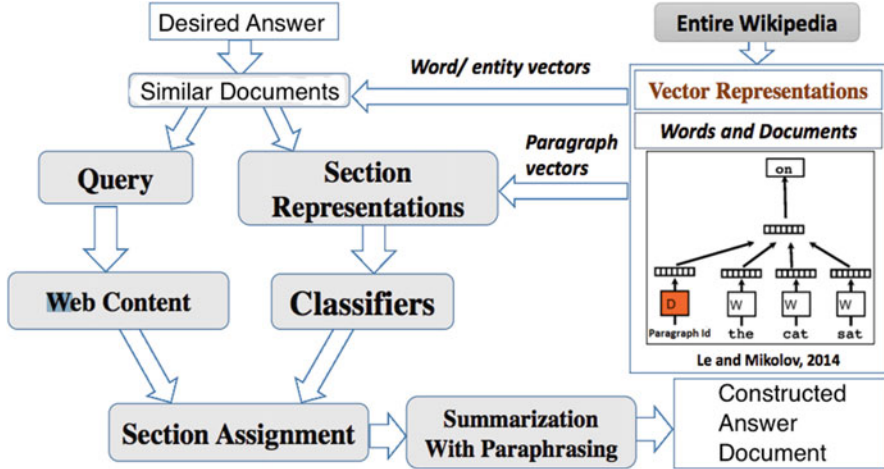 Desired Answer
Entire Wikipedia
Word/ entity vectors
Similar Documents
Vector Representations
Words and Documents
Paragraph
vectors
on
Query
Section
Representations
Web Content
Classifiers
D
W
W
W
Paragraph Id
the
cat
sat
Le and Mikolov, 2014
Section Assignment
Summarization
With Paraphrasing
Constructed
Answer
Document